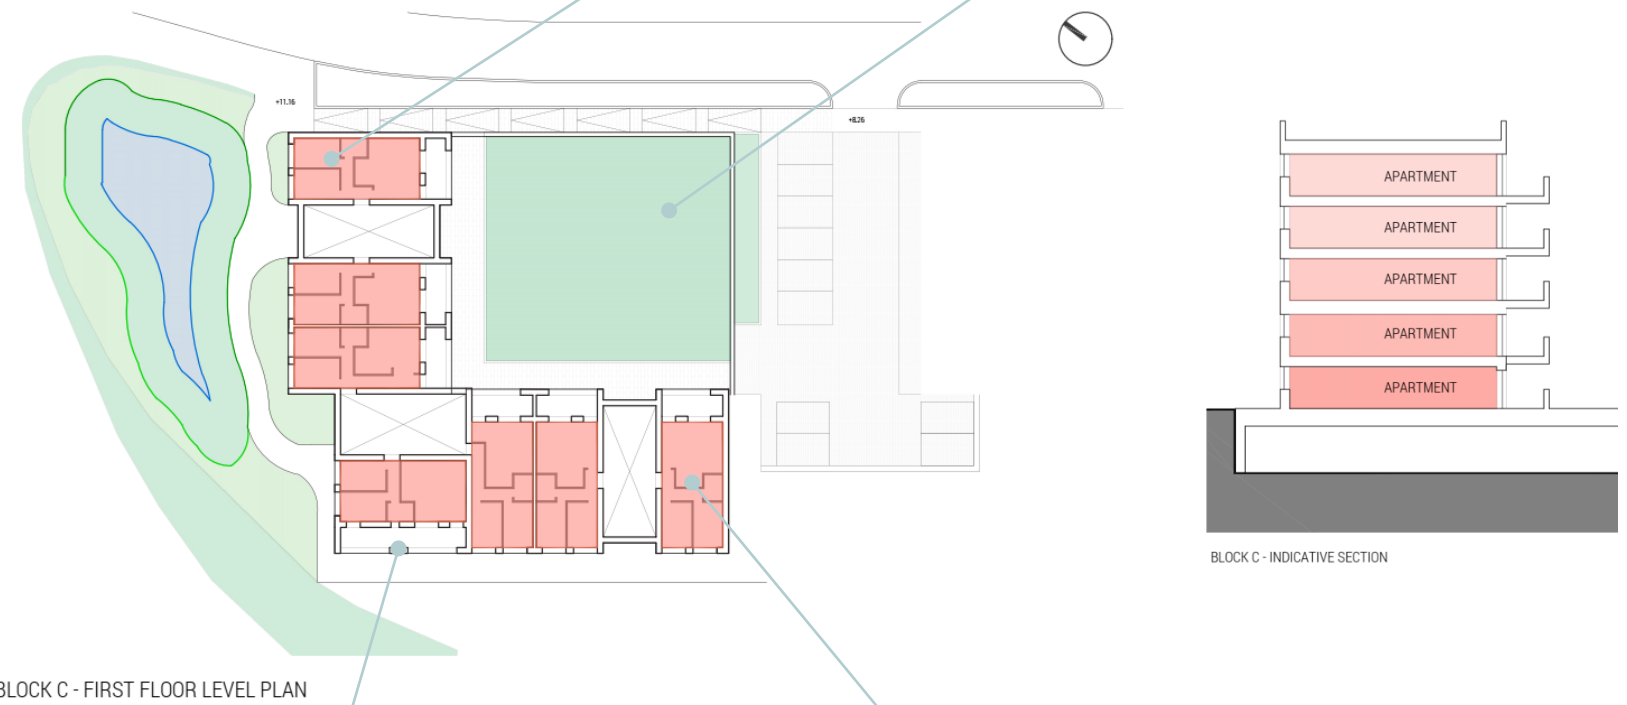 +11.16
+8.26
APARTMENT
APARTMENT
APARTMENT
APARTMENT
APARTMENT
BLOCK C - INDICATIVE SECTION
BLOCK C - FIRST FLOOR LEVEL PLAN